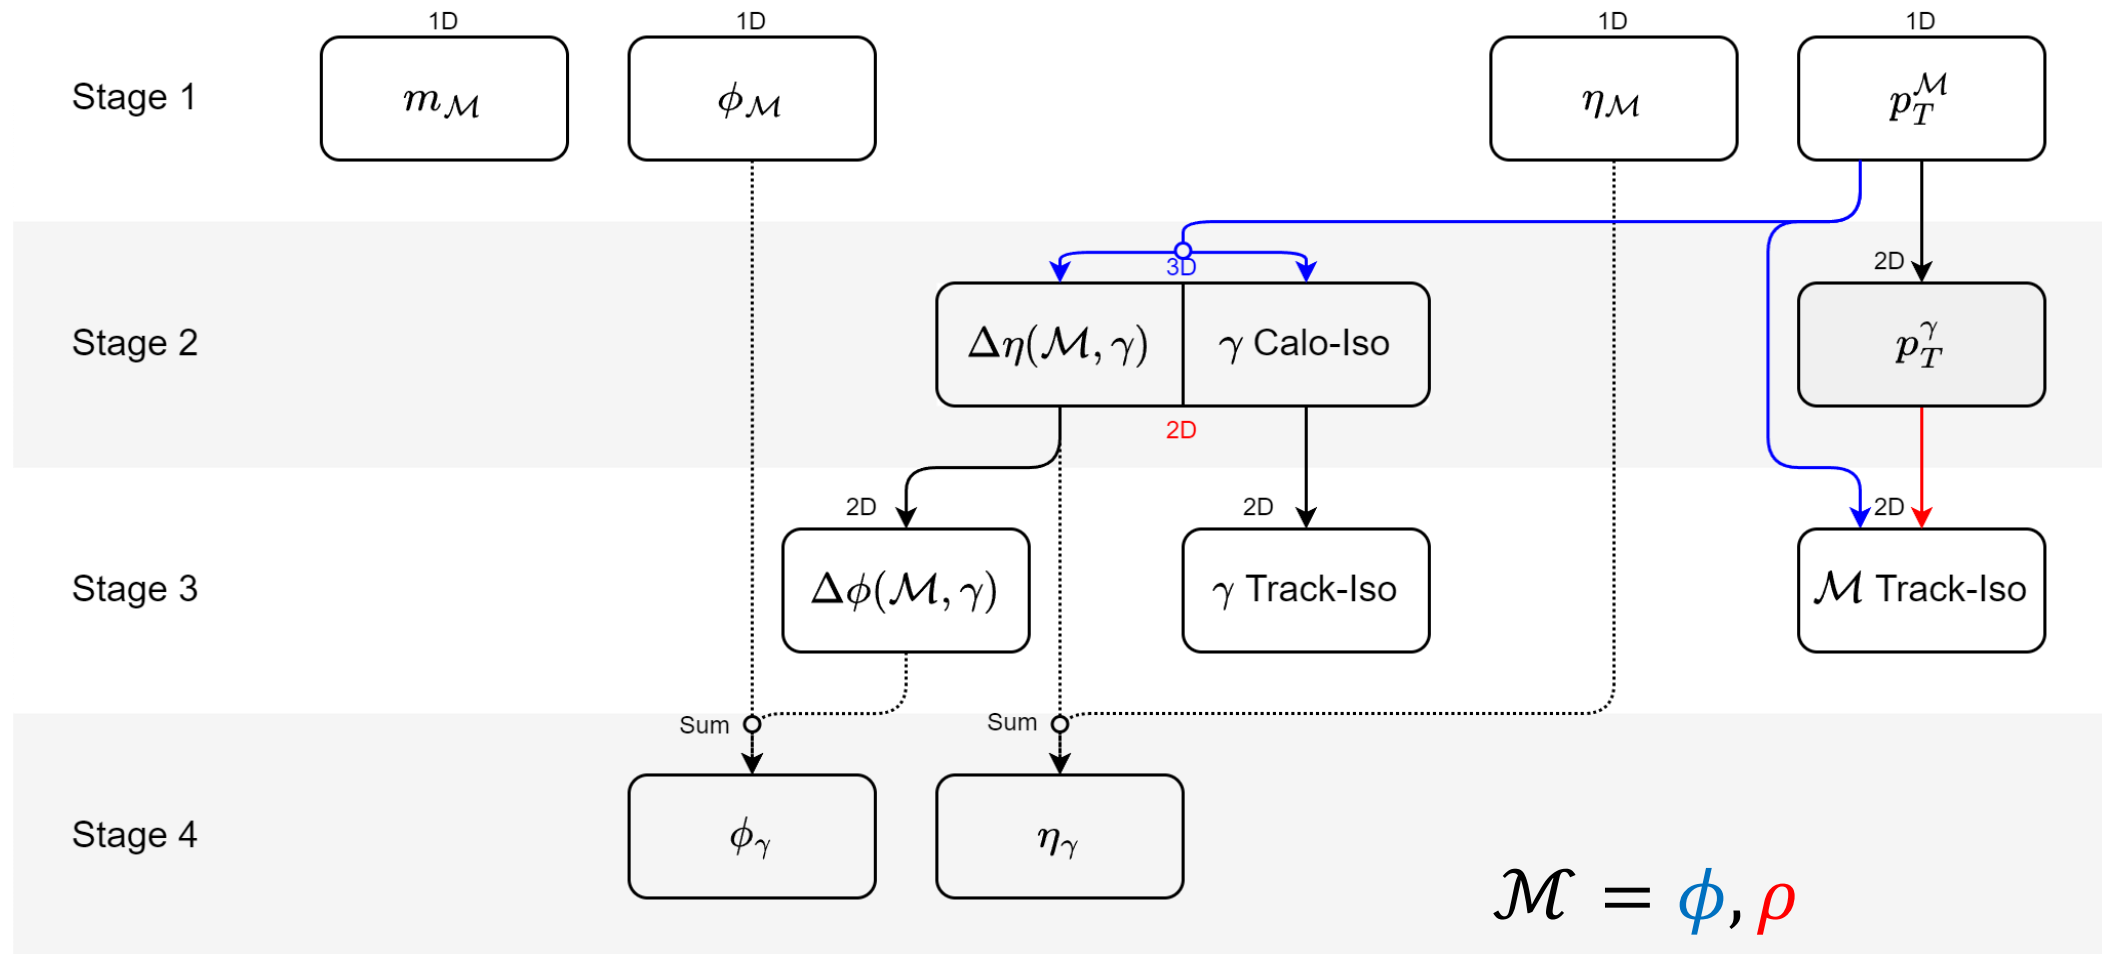 1D 1D 1D 1D
Stage 1 m_ℳ ϕ_ℳ η_ℳ p_T^ℳ
3D 2D
Stage 2 Δη(ℳ, γ) γ Calo-Iso p_T^γ
2D
2D 2D 2D
Stage 3 Δϕ(ℳ, γ) γ Track-Iso ℳ Track-Iso
Sum Sum
Stage 4 ϕ_γ η_γ
ℳ = ϕ, ρ